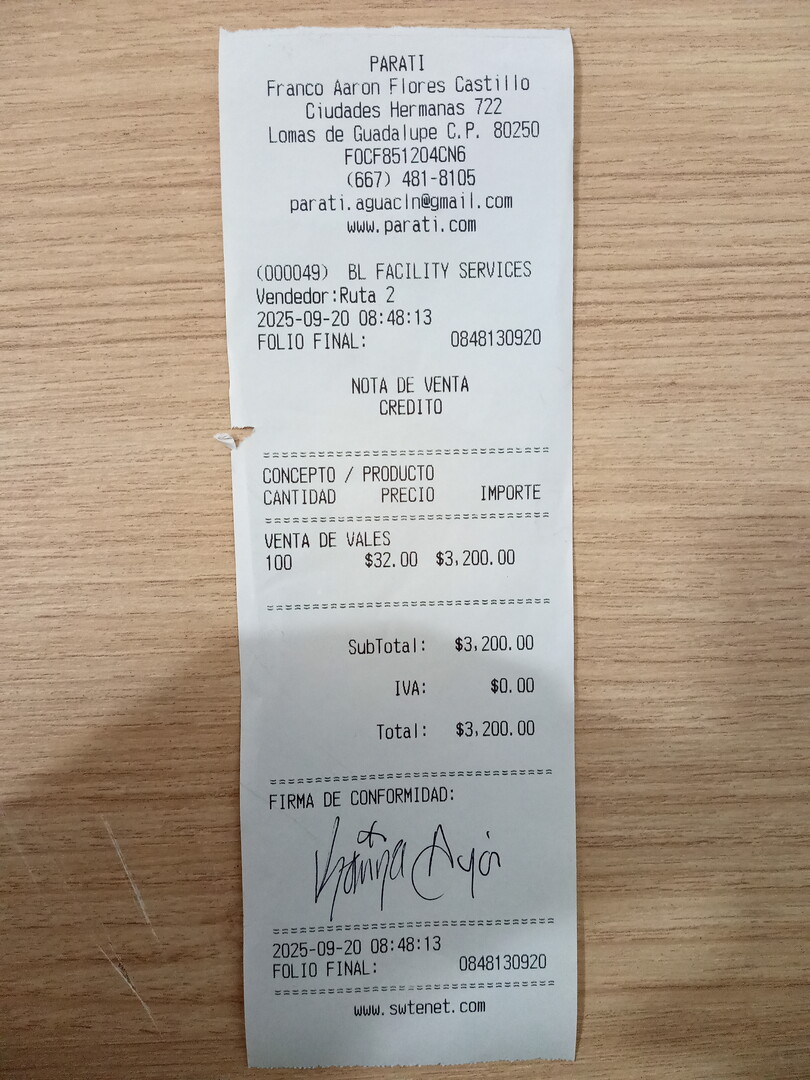 PARATI
Franco Aaron Flores Castillo
Ciudades Hermanas 722
Lomas de Guadalupe C.P. 80250
FOCF851204CN6
(667) 481-8105
parati.aguacln@gmail.com
www.parati.com
(000049) BL FACILITY SERVICES
Vendedor:Ruta 2
2025-09-20 08:48:13
FOLIO FINAL: 0848130920
NOTA DE VENTA
CREDITO
CONCEPTO / PRODUCTO
CANTIDAD PRECIO IMPORTE
VENTA DE VALES
100 $32.00 $3,200.00
SubTotal: $3,200.00
IVA: $0.00
Total: $3,200.00
FIRMA DE CONFORMIDAD:
2025-09-20 08:48:13
FOLIO FINAL: 0848130920
www.swtenet.com